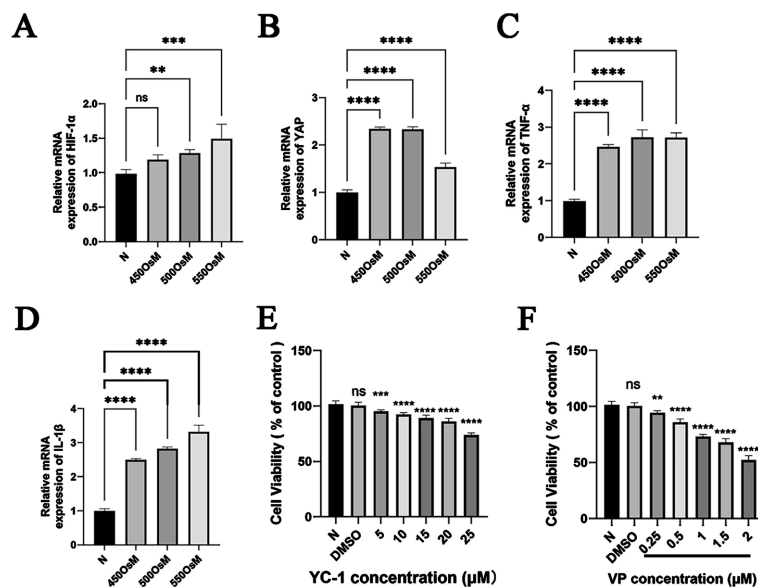 A
Relative mRNA
expression of HIF-1α
2.0
1.5
1.0
0.5
0.0
ns
**
***
N
450OsM
500OsM
550OsM
B
Relative mRNA
expression of YAP
3
2
1
0
****
****
****
N
450OsM
500OsM
550OsM
C
Relative mRNA
expression of TNF-α
4
3
2
1
0
****
****
****
N
450OsM
500OsM
550OsM
D
Relative mRNA
expression of IL-1β
4
3
2
1
0
****
****
****
N
450OsM
500OsM
550OsM
E
Cell Viability ( % of control)
150
100
50
0
ns
***
****
****
****
****
N
DMSO
5
10
15
20
25
YC-1 concentration (μM)
F
Cell Viability ( % of control)
150
100
50
0
ns
**
****
****
****
****
N
DMSO
0.25
0.5
1
1.5
2
VP concentration (μM)